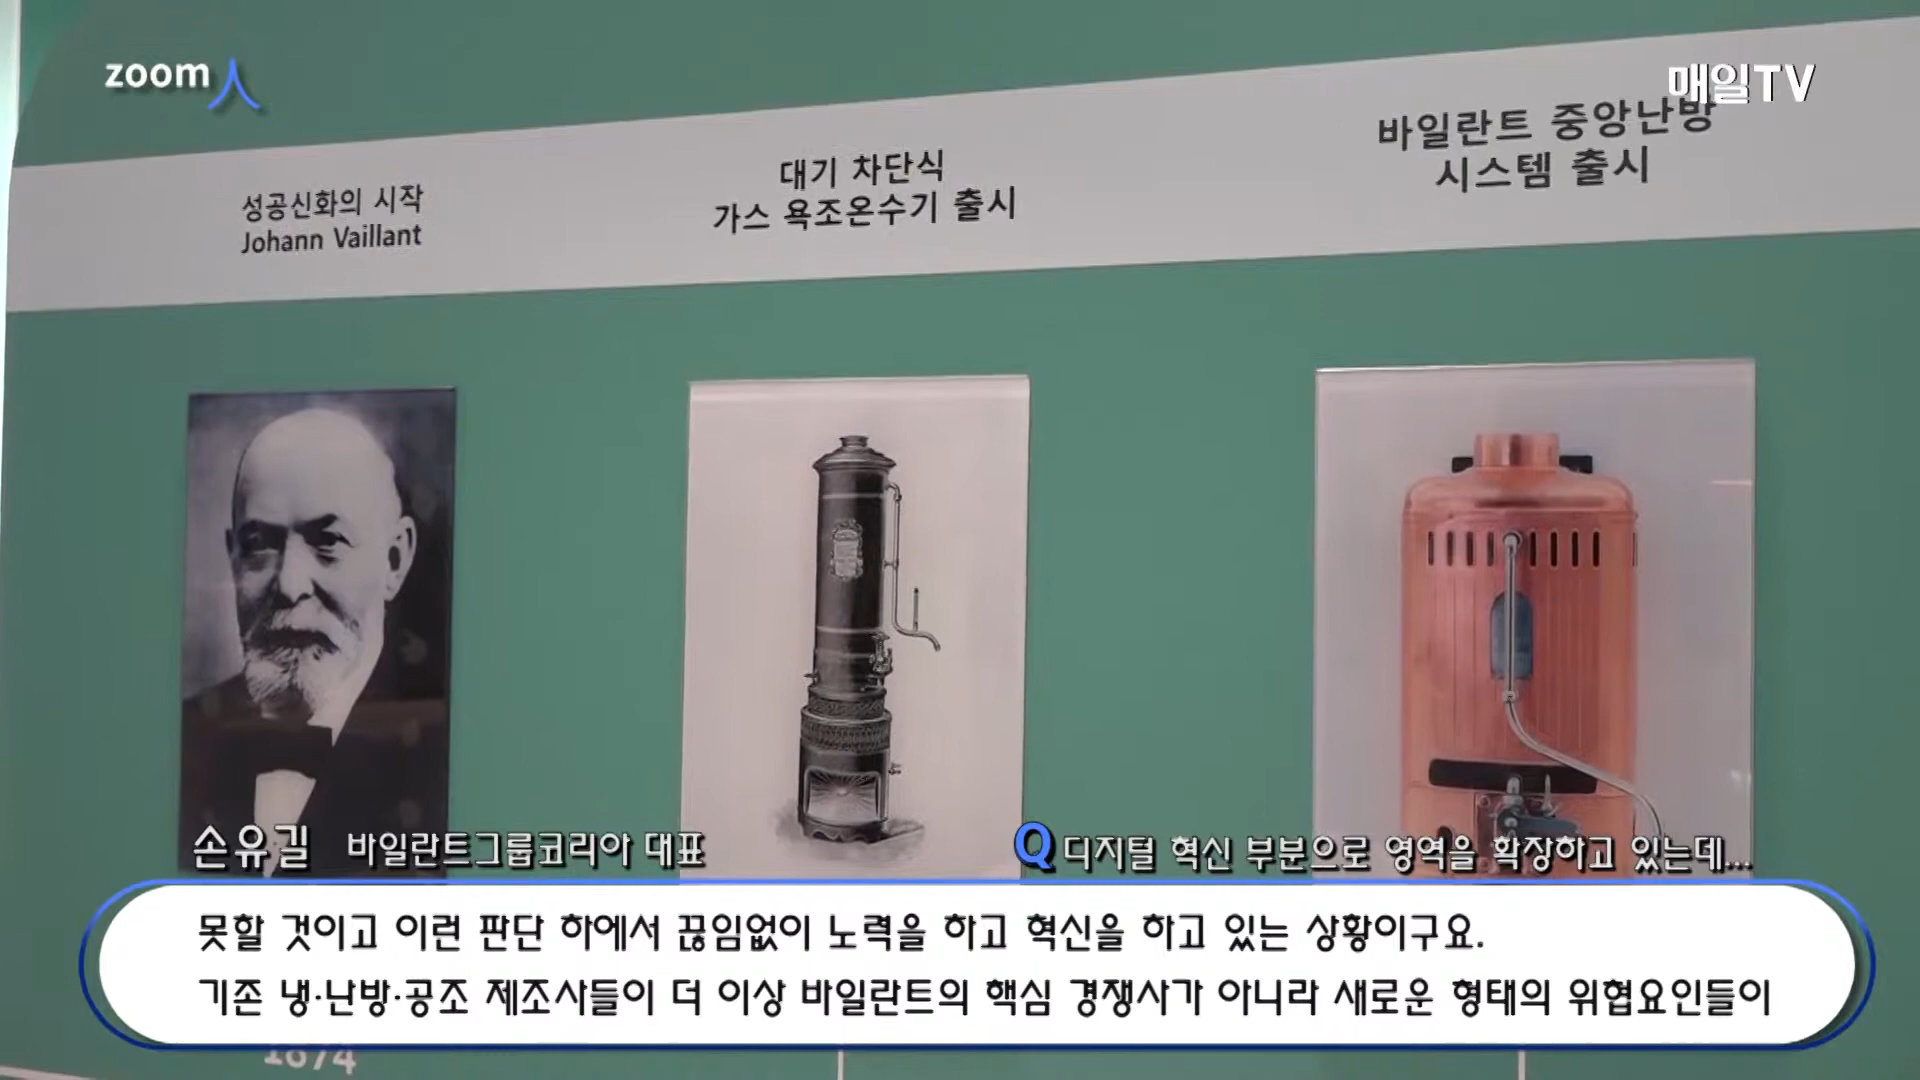 zoom人
매일TV
성공신화의 시작
Johann Vaillant
대기 차단식
가스 욕조온수기 출시
바일란트 중앙난방
시스템 출시
손유길 바일란트그룹코리아 대표
Q 디지털 혁신 부분으로 영역을 확장하고 있는데...
못할 것이고 이런 판단 하에서 끊임없이 노력을 하고 혁신을 하고 있는 상황이구요.
기존 냉·난방·공조 제조사들이 더 이상 바일란트의 핵심 경쟁사가 아니라 새로운 형태의 위협요인들이
1874